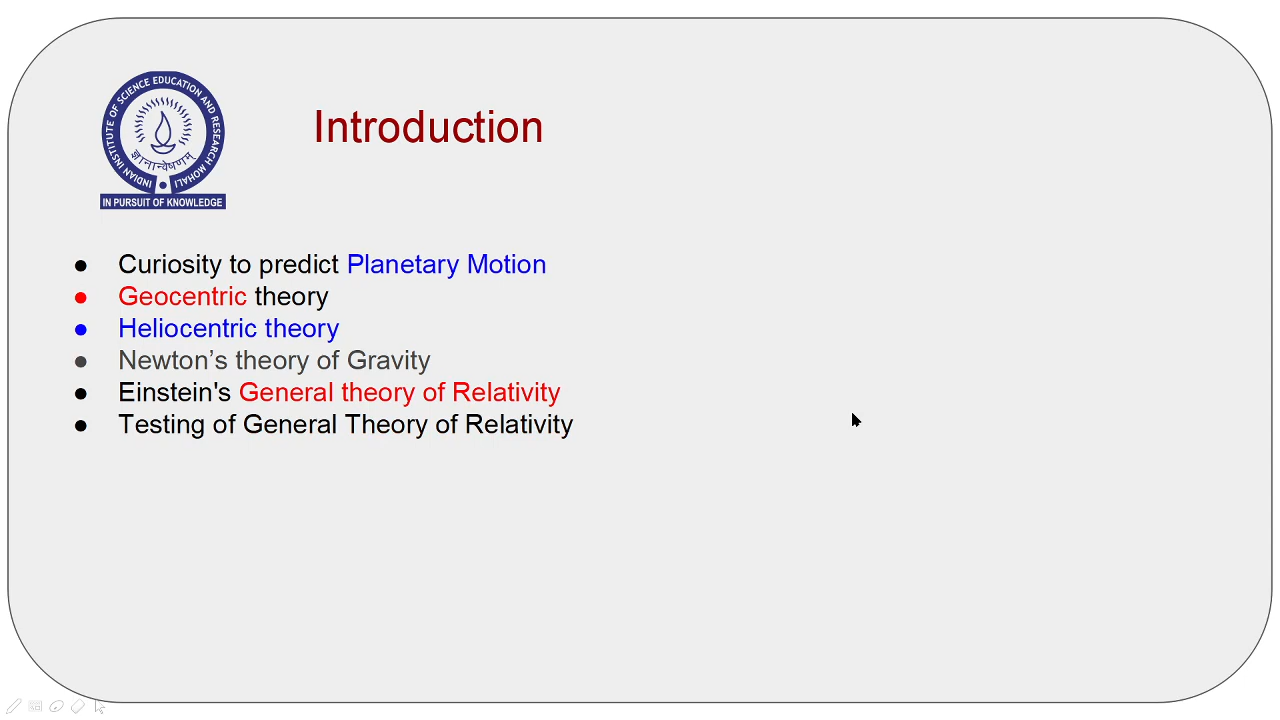 INDIAN INSTITUTE OF SCIENCE EDUCATION AND RESEARCH MOHALI
ज्ञानान्वेषणम्
IN PURSUIT OF KNOWLEDGE
Introduction
● Curiosity to predict Planetary Motion
● Geocentric theory
● Heliocentric theory
● Newton’s theory of Gravity
● Einstein's General theory of Relativity
● Testing of General Theory of Relativity